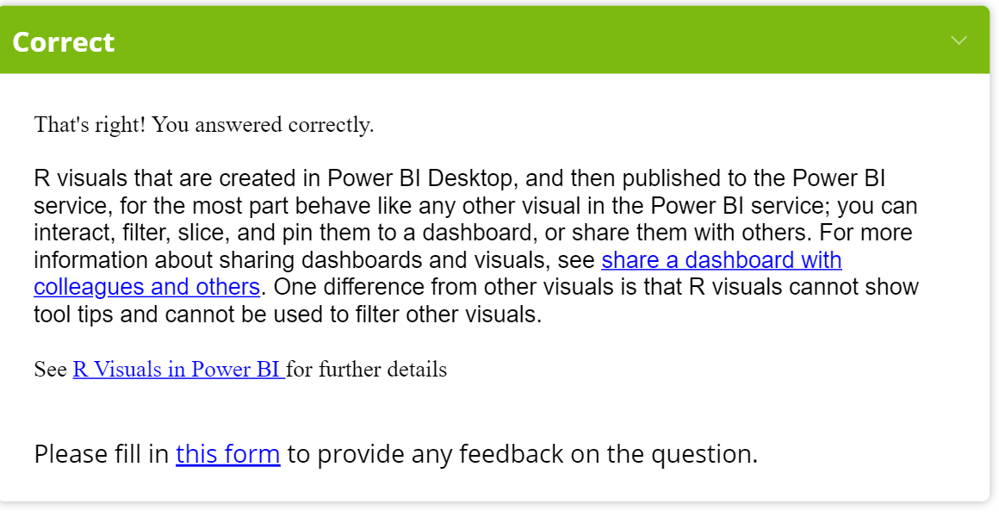 Correct
That's right! You answered correctly.
R visuals that are created in Power BI Desktop, and then published to the Power BI
service, for the most part behave like any other visual in the Power BI service; you can
interact, filter, slice, and pin them to a dashboard, or share them with others. For more
information about sharing dashboards and visuals, see share a dashboard with
colleagues and others. One difference from other visuals is that R visuals cannot show
tool tips and cannot be used to filter other visuals.
See R Visuals in Power BI for further details
Please fill in this form to provide any feedback on the question.